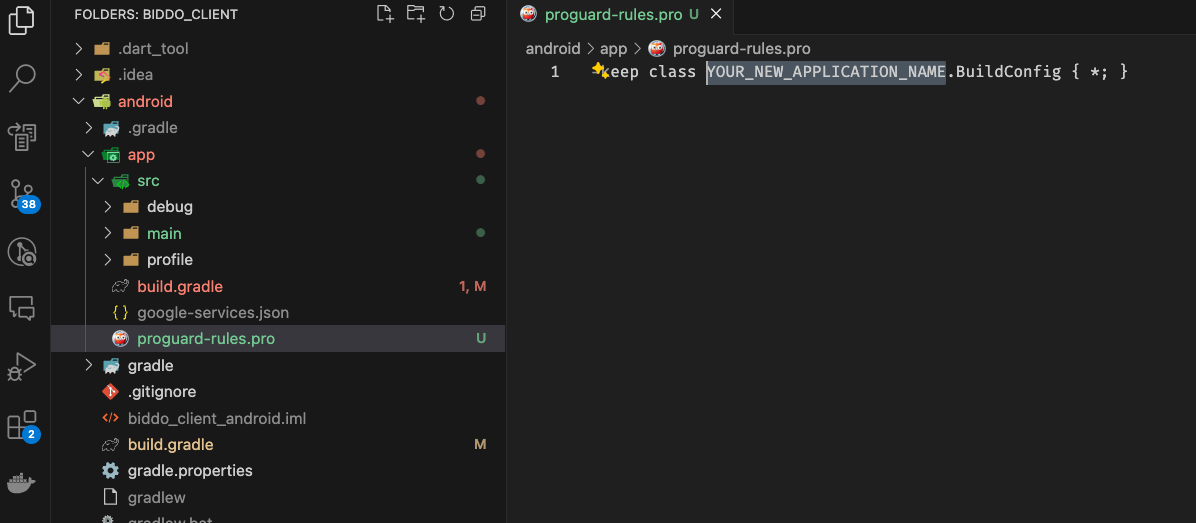 FOLDERS: BIDDO_CLIENT
.dart_tool
.idea
android
.gradle
app
src
debug
main
profile
build.gradle 1, M
google-services.json
proguard-rules.pro U
gradle
.gitignore
biddo_client_android.iml
build.gradle M
gradle.properties
gradlew
gradlew.bat
38
2
proguard-rules.pro U
android > app > proguard-rules.pro
1 keep class YOUR_NEW_APPLICATION_NAME.BuildConfig { *; }